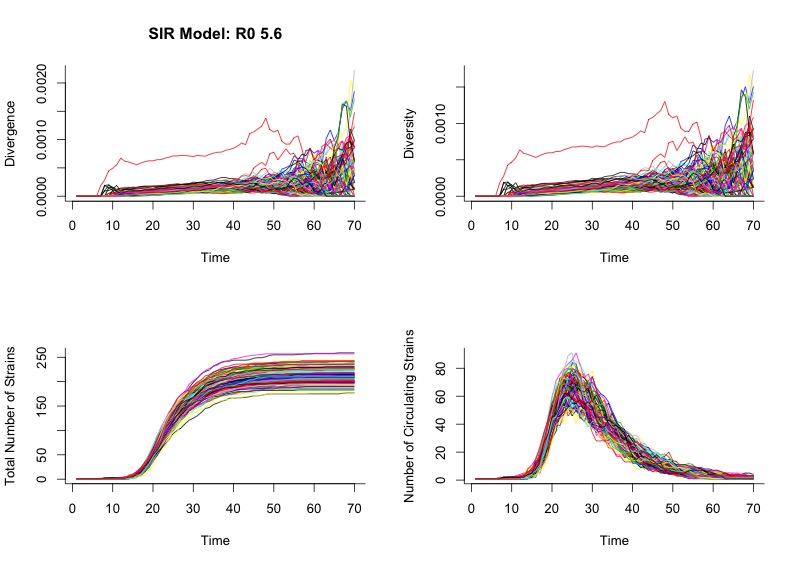 SIR Model: R0 5.6
Divergence
0.0000 0.0010 0.0020
0 10 20 30 40 50 60 70
Time
Diversity
0.0000 0.0010
0 10 20 30 40 50 60 70
Time
Total Number of Strains
0 50 150 250
0 10 20 30 40 50 60 70
Time
Number of Circulating Strains
0 20 40 60 80
0 10 20 30 40 50 60 70
Time